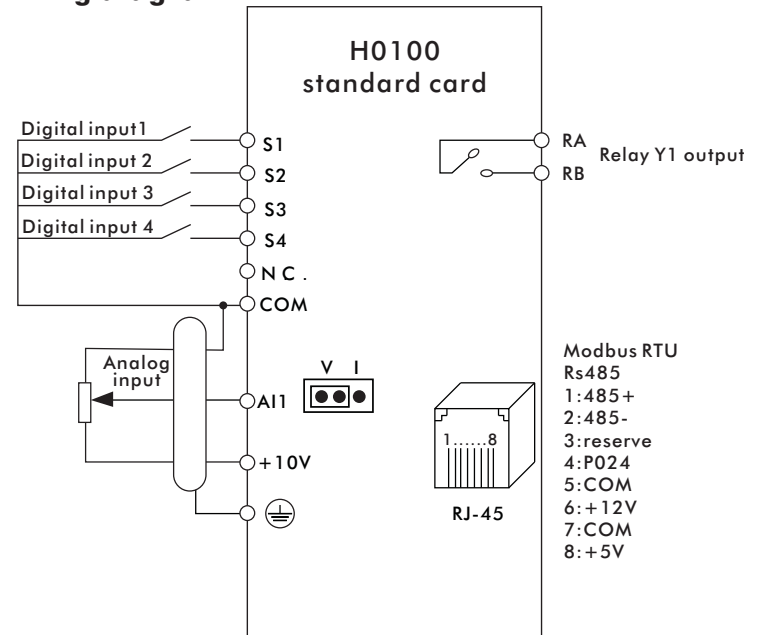 H0100
standard card
Digital input1
Digital input 2
Digital input 3
Digital input 4
S1
S2
S3
S4
N C .
COM
Analog
input
AI1
+10V
V I
RA
RB
Relay Y1 output
1......8
RJ-45
Modbus RTU
Rs485
1:485+
2:485-
3:reserve
4:P024
5:COM
6:+12V
7:COM
8:+5V